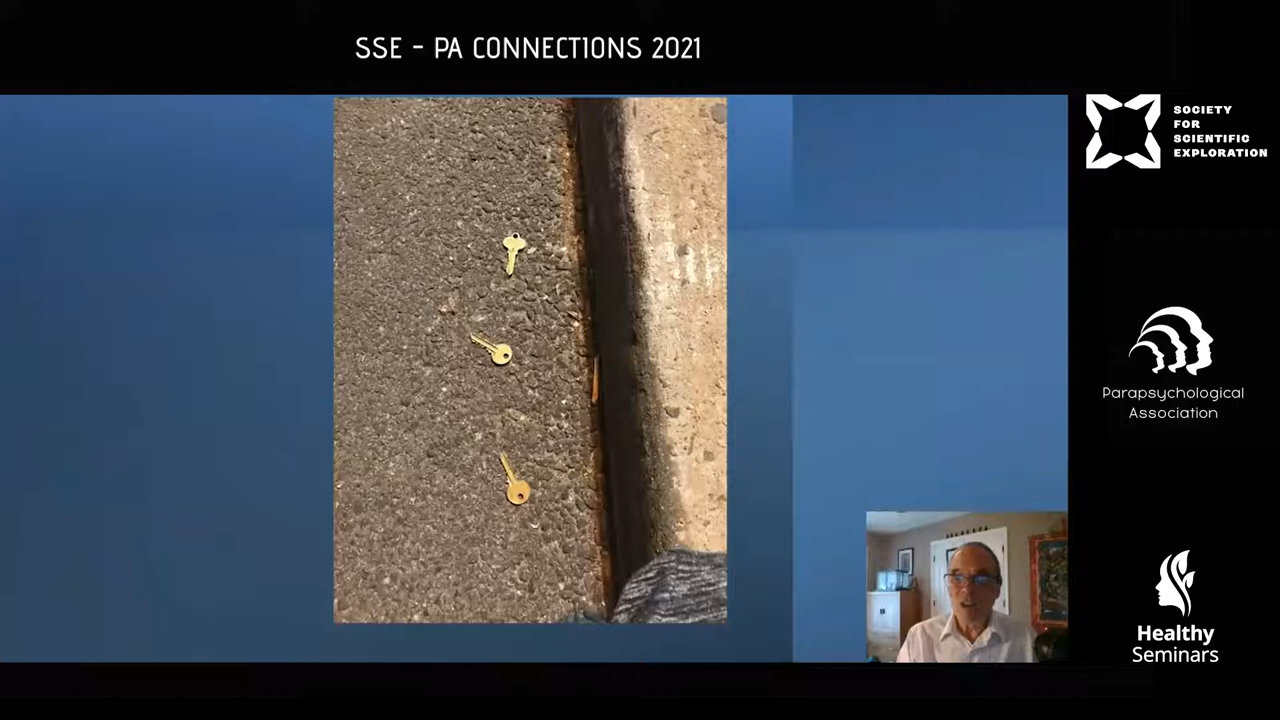 SSE - PA CONNECTIONS 2021
SOCIETY
FOR
SCIENTIFIC
EXPLORATION
Parapsychological
Association
Healthy
Seminars